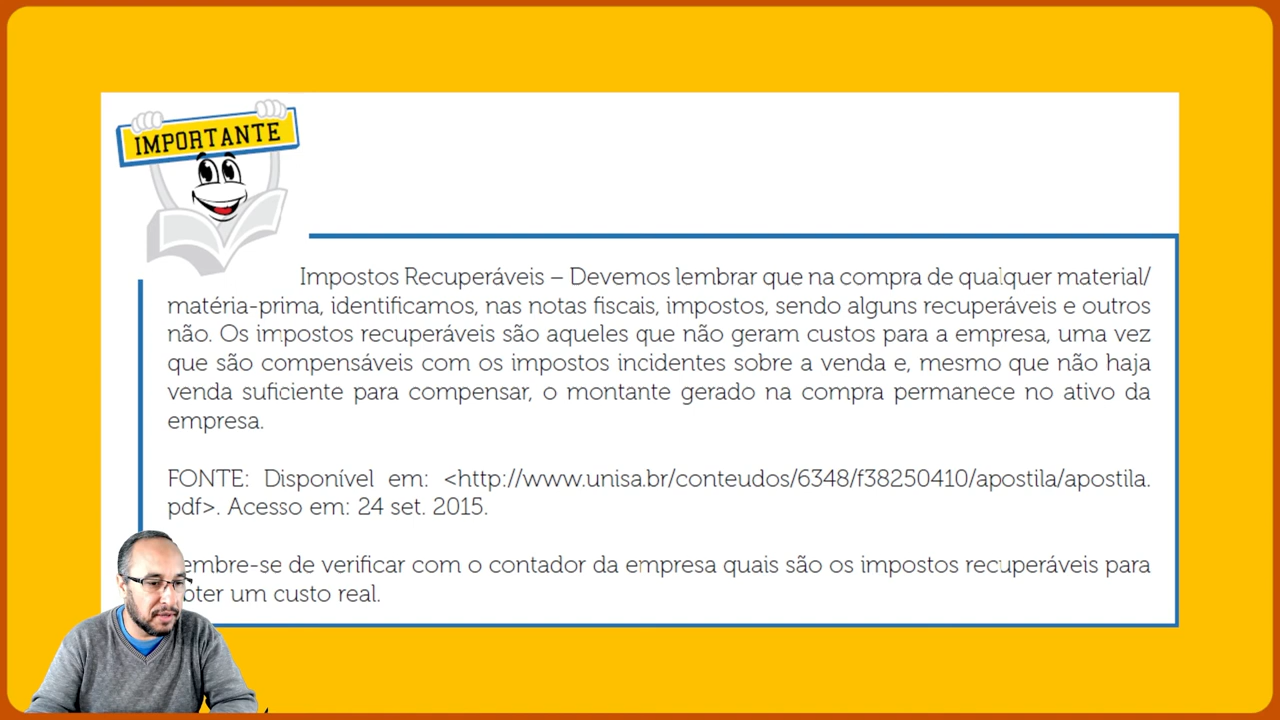 IMPORTANTE
Impostos Recuperáveis – Devemos lembrar que na compra de qualquer material/
matéria-prima, identificamos, nas notas fiscais, impostos, sendo alguns recuperáveis e outros
não. Os impostos recuperáveis são aqueles que não geram custos para a empresa, uma vez
que são compensáveis com os impostos incidentes sobre a venda e, mesmo que não haja
venda suficiente para compensar, o montante gerado na compra permanece no ativo da
empresa.
FONTE: Disponível em: <http://www.unisa.br/conteudos/6348/f38250410/apostila/apostila.
pdf>. Acesso em: 24 set. 2015.
embre-se de verificar com o contador da empresa quais são os impostos recuperáveis para
oter um custo real.